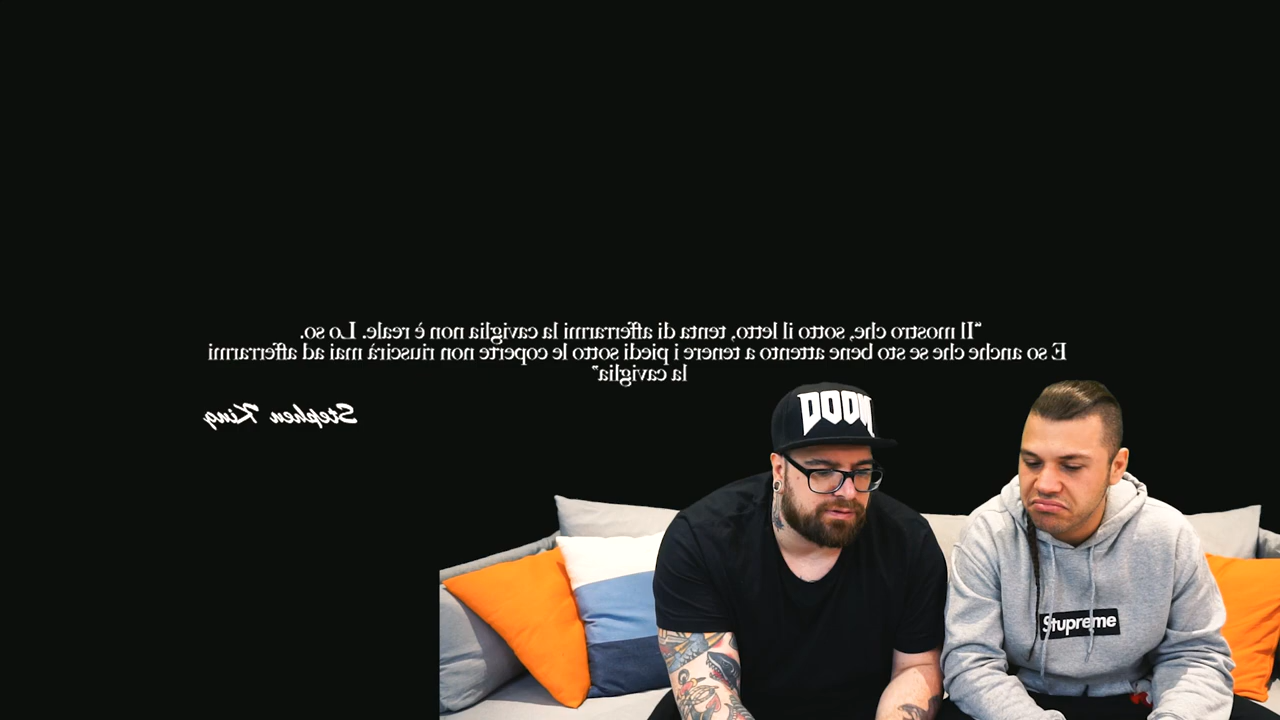 "Il mostro che, sotto il letto, tenta di afferrarmi la caviglia non è reale. Lo so.
E so anche che se sto bene attento a tenere i piedi sotto le coperte non riuscirà mai ad afferrarmi
la caviglia"
Stephen King
DOOM
Stupreme